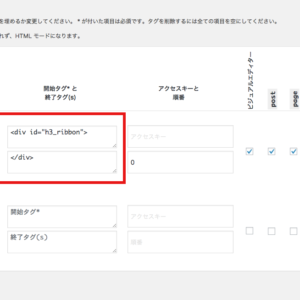 を埋めるか変更してください。 * が付いた項目は必須です。タグを削除するには全ての項目を空にしてください。
れず、HTML モードになります。
開始タグ* と
終了タグ(s)
アクセスキーと
順番
ビジュアルエディター
post
page
<div id="h3_ribbon">
アクセスキー
</div>
0
開始タグ*
アクセスキー
終了タグ(s)
順番